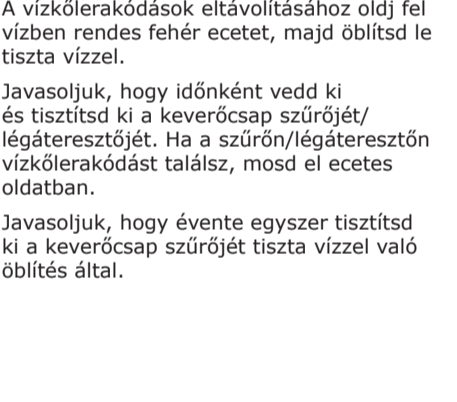 A vízkőlerakódások eltávolításához oldj fel
vízben rendes fehér ecetet, majd öblítsd le
tiszta vízzel.
Javasoljuk, hogy időnként vedd ki
és tisztítsd ki a keverőcsap szűrőjét/
légáteresztőjét. Ha a szűrőn/légáteresztőn
vízkőlerakódást találsz, mosd el ecetes
oldatban.
Javasoljuk, hogy évente egyszer tisztítsd
ki a keverőcsap szűrőjét tiszta vízzel való
öblítés által.